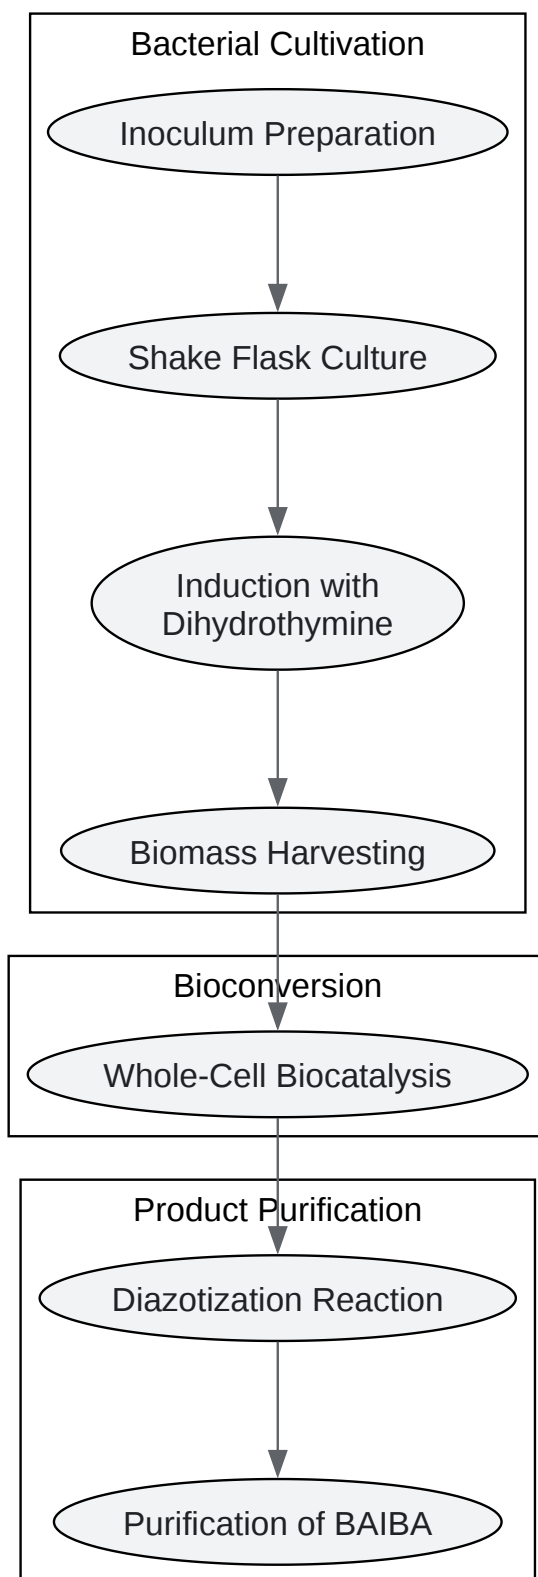 Bacterial Cultivation
Inoculum Preparation
Shake Flask Culture
Induction with
Dihydrothymine
Biomass Harvesting
Bioconversion
Whole-Cell Biocatalysis
Product Purification
Diazotization Reaction
Purification of BAIBA